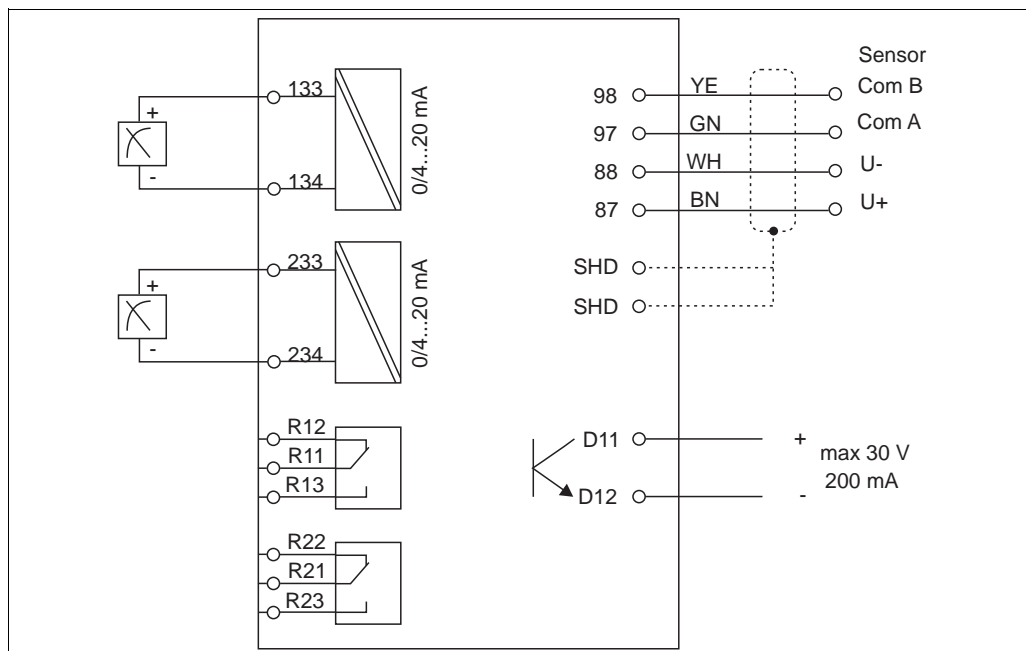 133
+
-
134
0/4...20 mA
233
+
-
234
0/4...20 mA
R12
R11
R13
R22
R21
R23
Sensor
98 YE Com B
97 GN Com A
88 WH U-
87 BN U+
SHD
SHD
D11 +
max 30 V
200 mA
D12 -